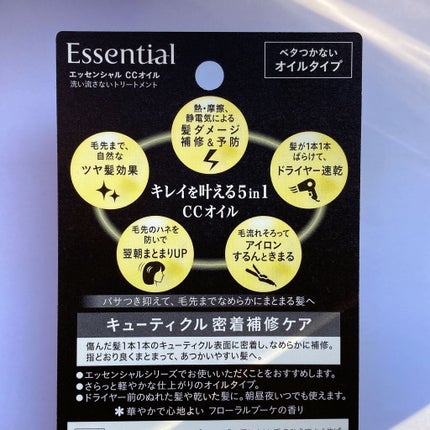 Essential
エッセンシャル CCオイル
洗い流さないトリートメント
ベタつかない
オイルタイプ
熱・摩擦、
静電気による
髪ダメージ
補修&予防
毛先まで、
自然な
ツヤ髪効果
髪が1本1本
ばらけて、
ドライヤー速乾
キレイを叶える5in1
CCオイル
毛先のハネを
防いで
翌朝まとまりUP
毛流れそろって
アイロン
するんときまる
パサつき抑えて、毛先までなめらかにまとまる髪へ
キューティクル 密着補修ケア
傷んだ髪1本1本のキューティクル表面に密着し、なめらかに補修。
指どおり良くまとまって、あつかいやすい髪へ。
●エッセンシャルシリーズでお使いいただくことをおすすめします。
●さらっと軽やかな仕上がりのオイルタイプ。
●ドライヤー前のぬれた髪や乾いた髪に。朝昼夜いつでも使えます。
＊華やかで心地よい フローラルブーケの香り